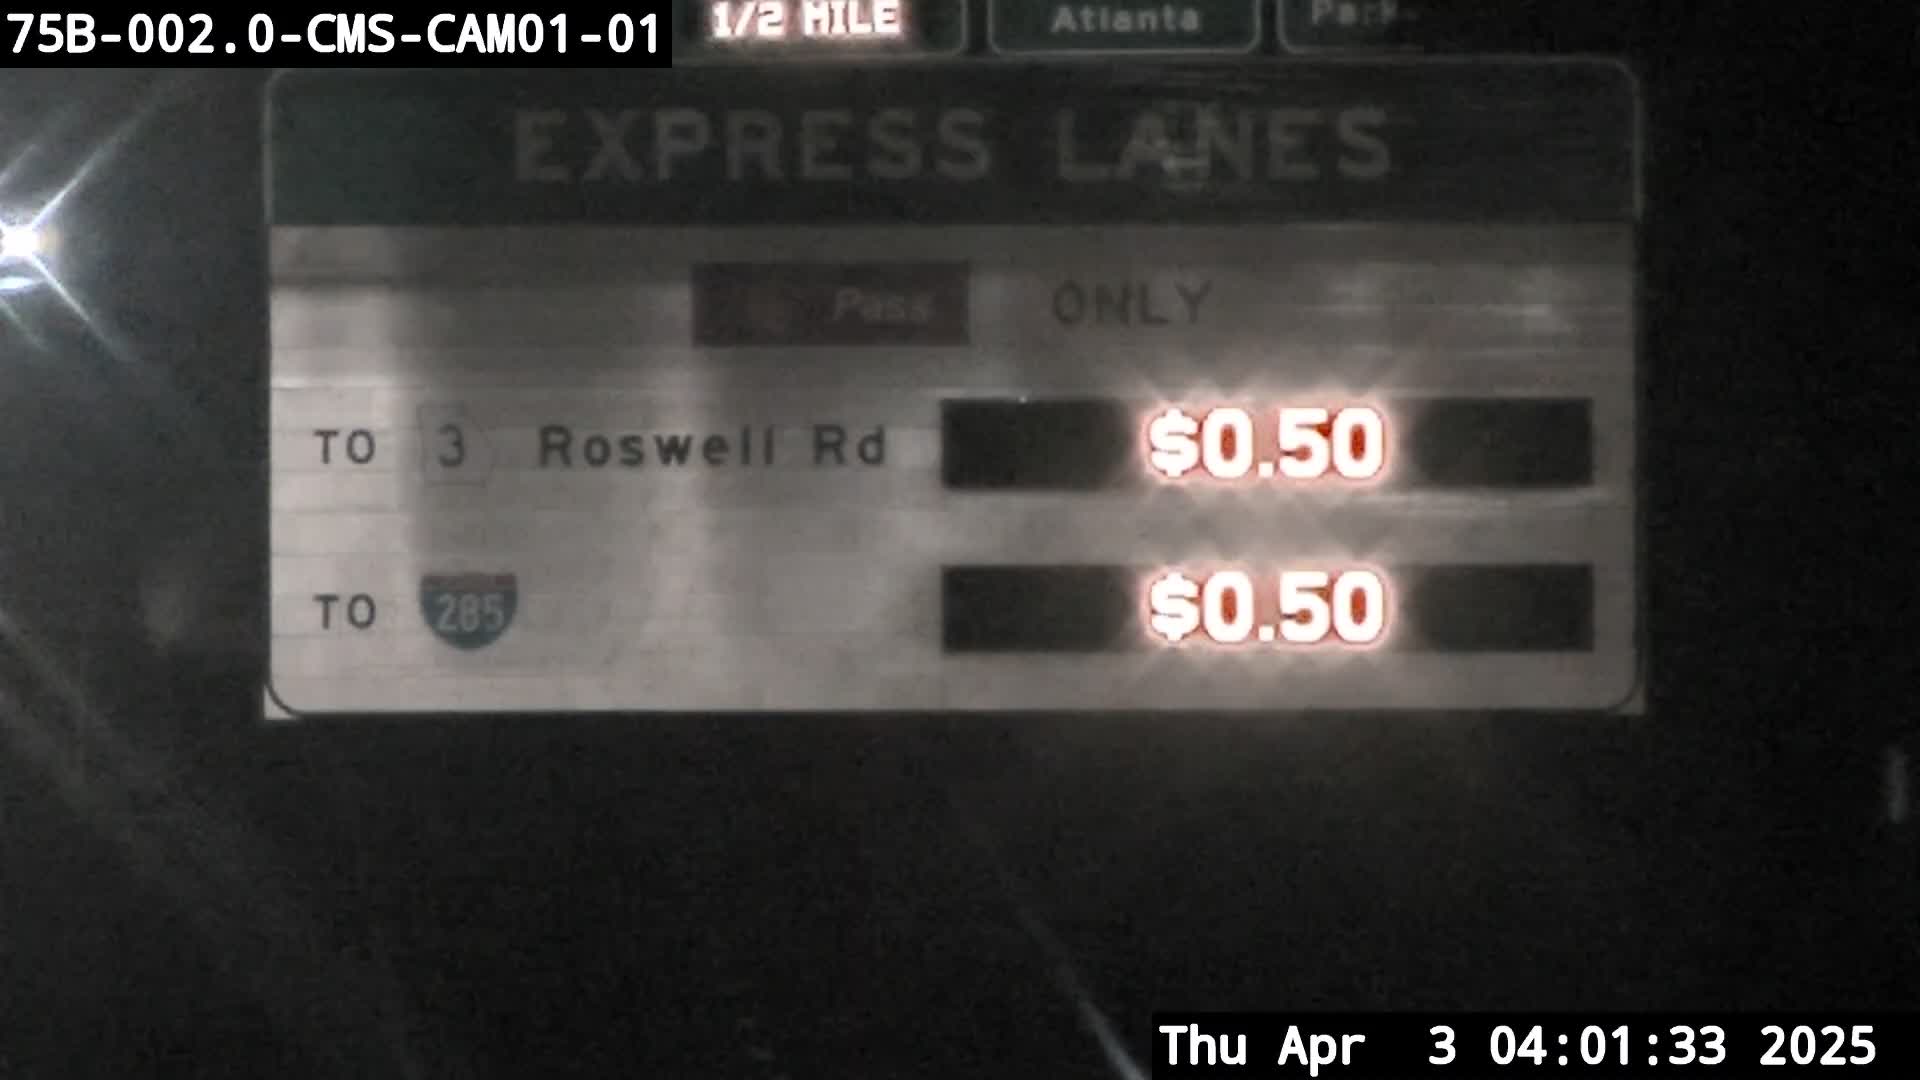 75B-002.0-CMS-CAM01-01
1/2 MILE
Atlanta
EXPRESS LANES
Pass ONLY
TO 3 Roswell Rd $0.50
TO 285 $0.50
Thu Apr 3 04:01:33 2025